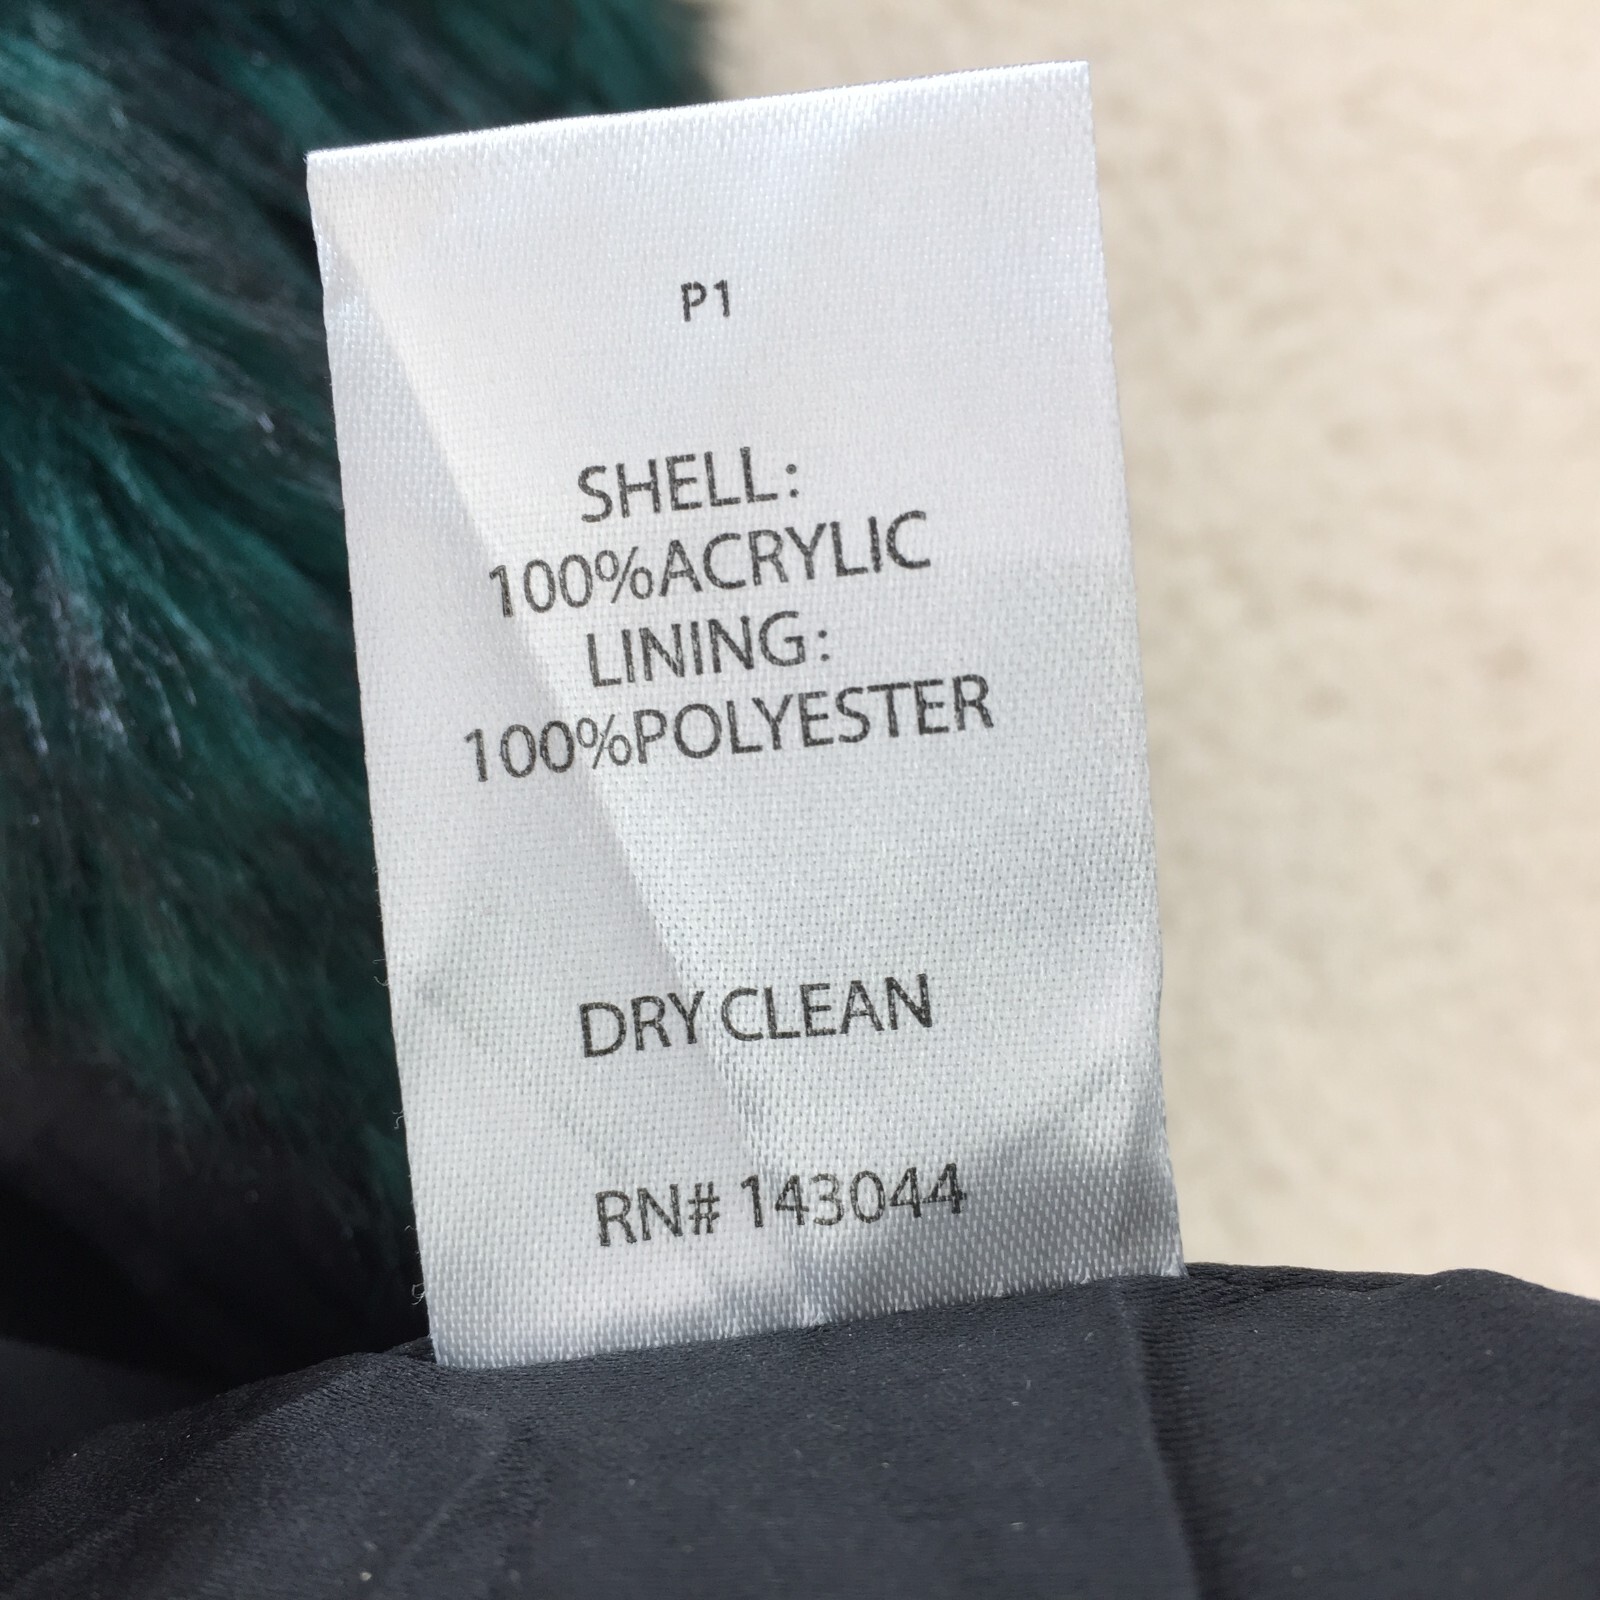 P1
SHELL:
100%ACRYLIC
LINING:
100%POLYESTER
DRY CLEAN
RN# 143044